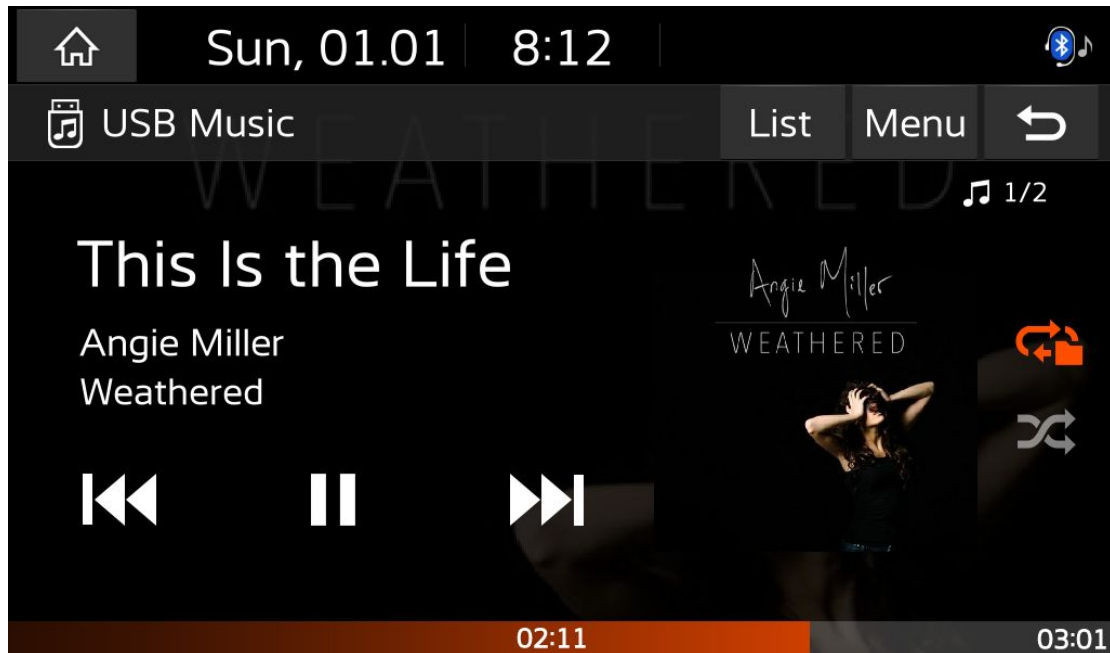 Sun, 01.01 8:12
USB Music List Menu
WEATHERED
1/2
This Is the Life
Angie Miller
WEATHERED
Angie Miller
Weathered
02:11 03:01